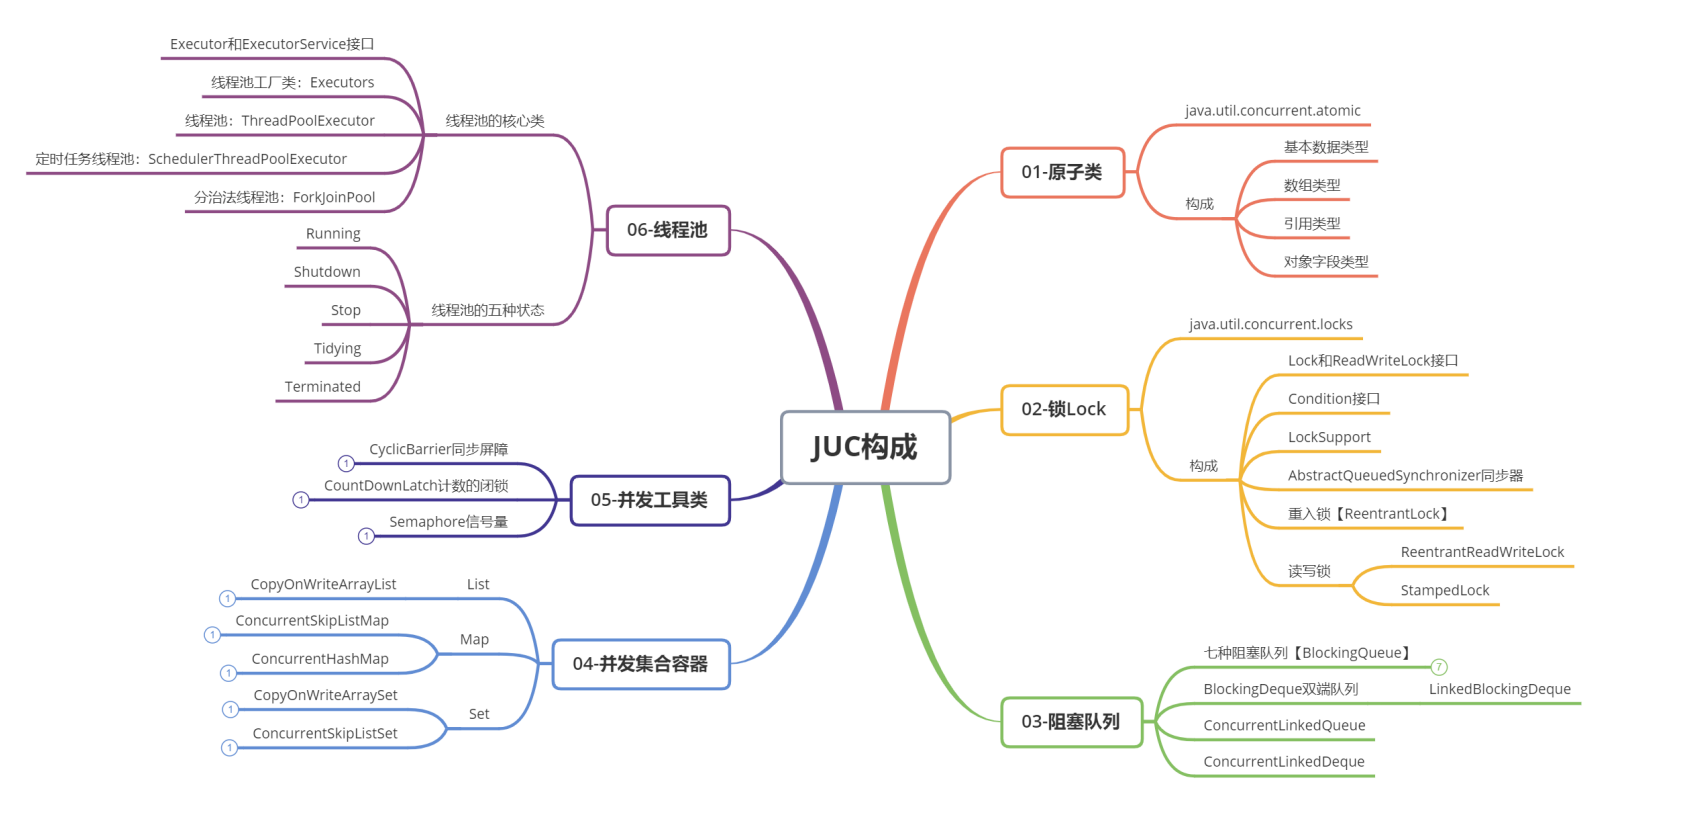 JUC构成
01-原子类
java.util.concurrent.atomic
构成
基本数据类型
数组类型
引用类型
对象字段类型
02-锁Lock
java.util.concurrent.locks
构成
Lock和ReadWriteLock接口
Condition接口
LockSupport
AbstractQueuedSynchronizer同步器
重入锁【ReentrantLock】
读写锁
ReentrantReadWriteLock
StampedLock
03-阻塞队列
七种阻塞队列【BlockingQueue】
7
BlockingDeque双端队列
LinkedBlockingDeque
ConcurrentLinkedQueue
ConcurrentLinkedDeque
04-并发集合容器
List
CopyOnWriteArrayList
1
Map
ConcurrentSkipListMap
1
ConcurrentHashMap
1
Set
CopyOnWriteArraySet
1
ConcurrentSkipListSet
1
05-并发工具类
CyclicBarrier同步屏障
1
CountDownLatch计数的闭锁
1
Semaphore信号量
1
06-线程池
线程池的核心类
Executor和ExecutorService接口
线程池工厂类：Executors
线程池：ThreadPoolExecutor
定时任务线程池：SchedulerThreadPoolExecutor
分治法线程池：ForkJoinPool
线程池的五种状态
Running
Shutdown
Stop
Tidying
Terminated